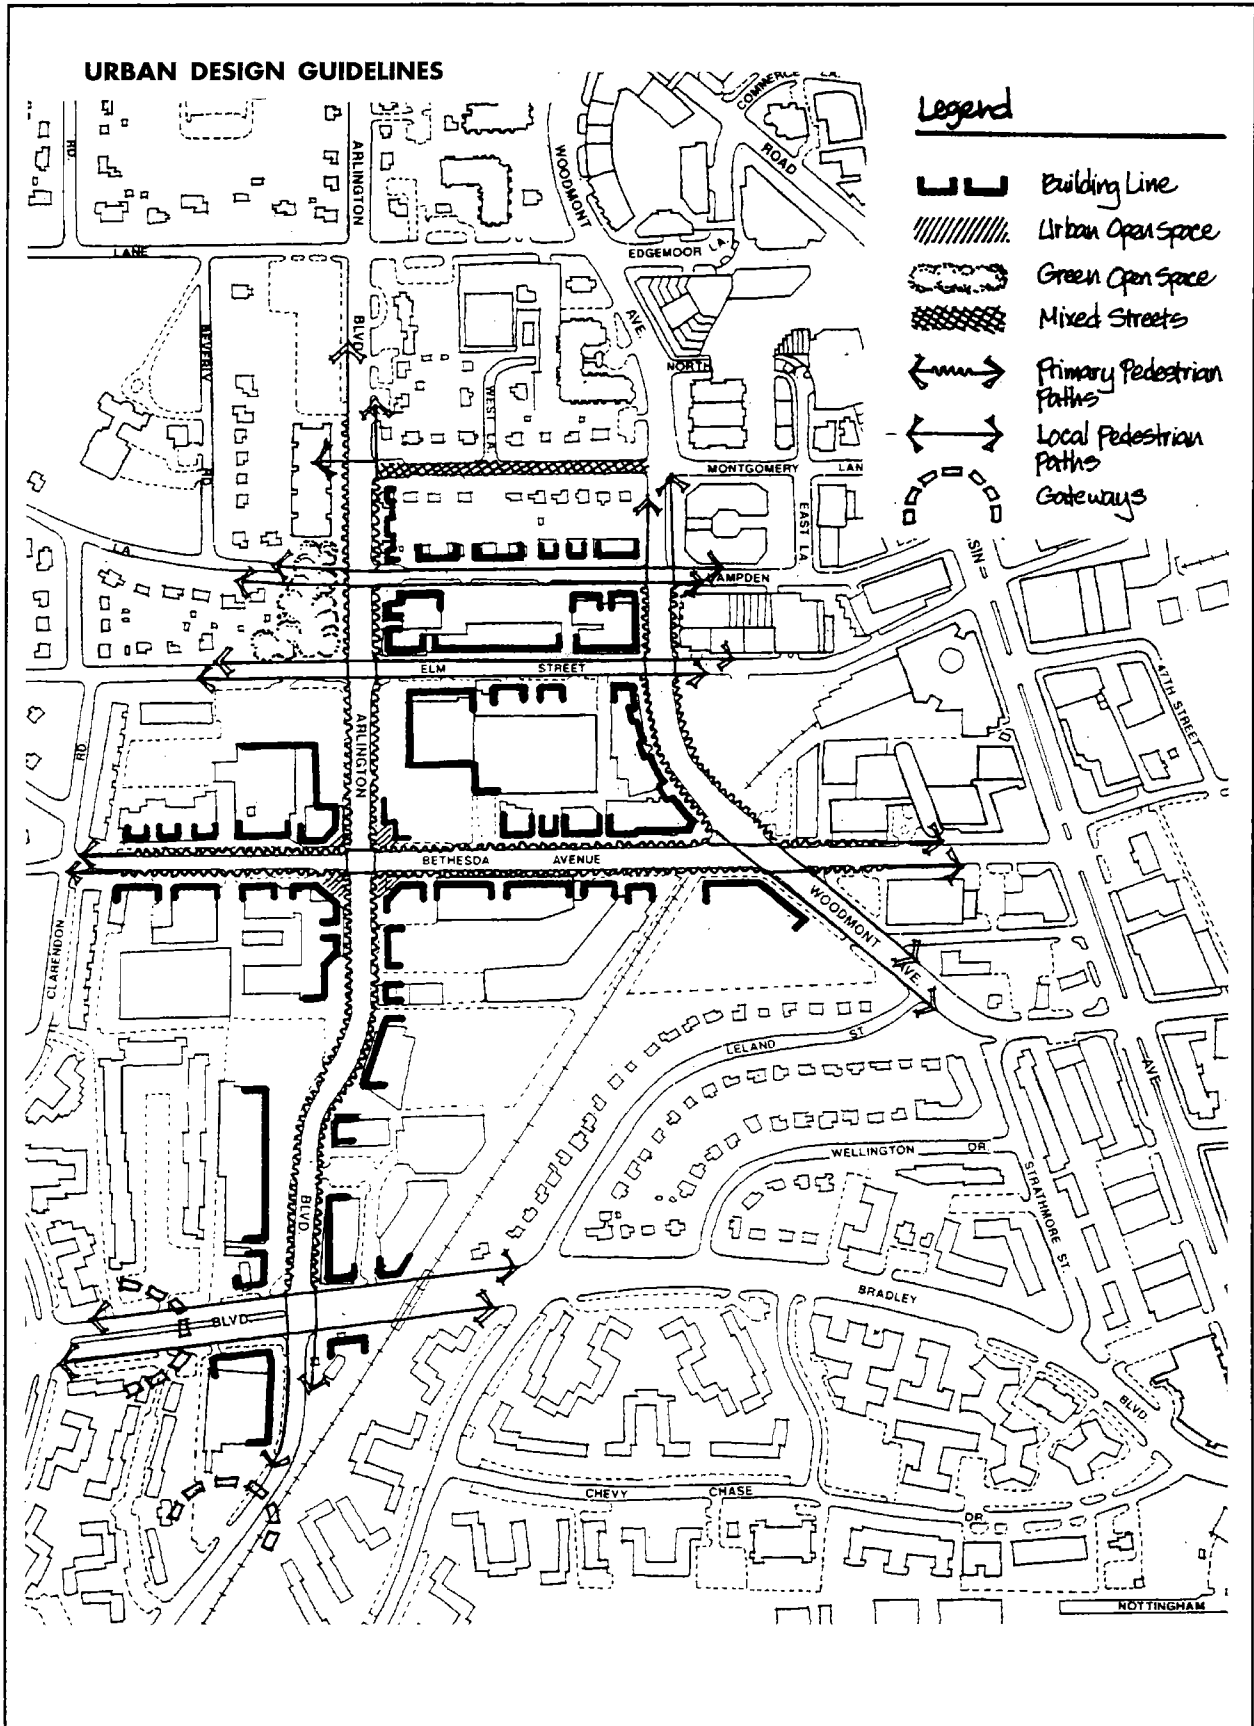 URBAN DESIGN GUIDELINES
Legend
Building Line
Urban Open Space
Green Open Space
Mixed Streets
Primary Pedestrian
Paths
Local Pedestrian
Paths
Gateways
COMMERCE LA.
ROAD
RD.
ARLINGTON
WOODMONT
LANE
EDGEMOOR LA.
BEVERLY
BLVD.
AVE.
NORTH
WEST LA.
RD.
MONTGOMERY LAN
EAST LA.
LA.
HAMPDEN
SIN
ELM STREET
47TH STREET
RD.
ARLINGTON
BETHESDA AVENUE
WOODMONT
AVE.
CLARENDON
LELAND ST.
AVE.
WELLINGTON DR.
STRATHMORE ST.
BLVD.
BRADLEY
BLVD.
BLVD.
CHEVY CHASE
DR.
NOTTINGHAM